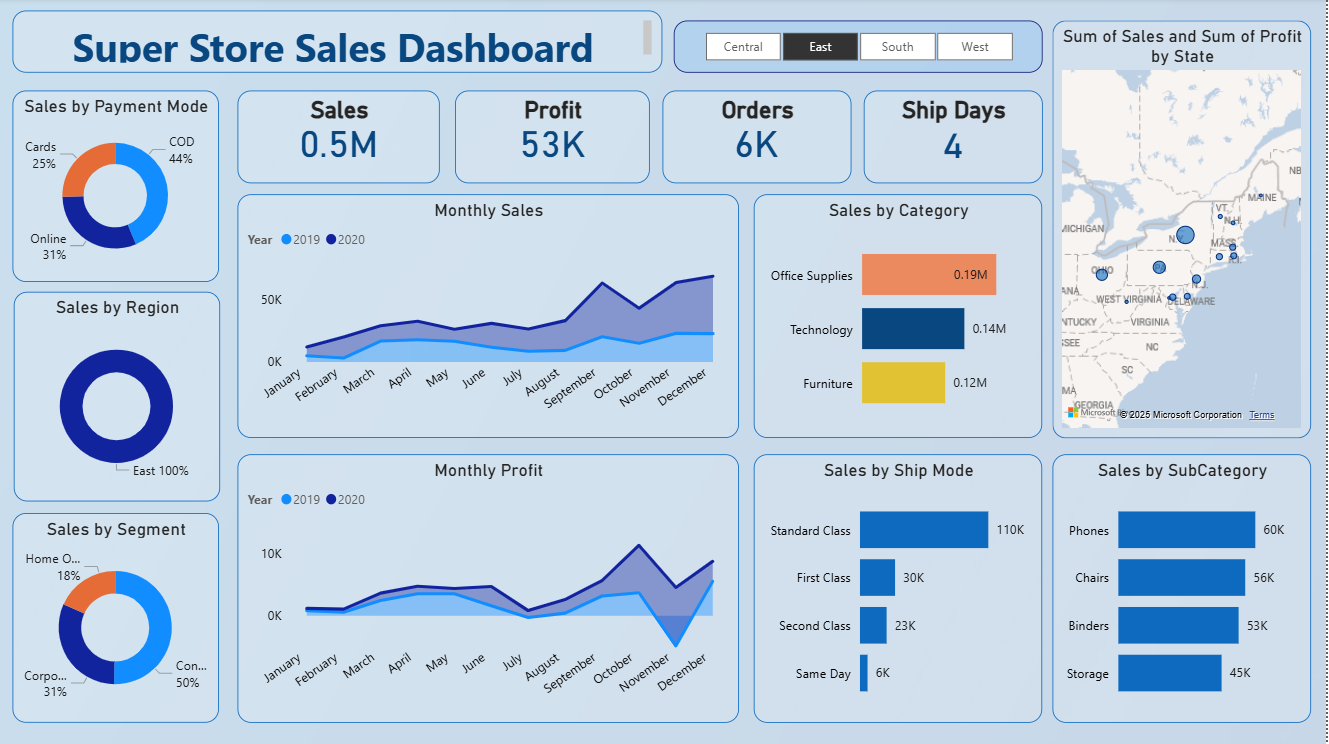 Super Store Sales Dashboard
Central East South West
Sum of Sales and Sum of Profit
by State
Sales by Payment Mode
Cards
25%
COD
44%
Online
31%
Sales
0.5M
Profit
53K
Orders
6K
Ship Days
4
Sales by Region
East 100%
Sales by Segment
Home O...
18%
Corpo...
31%
Con...
50%
Monthly Sales
Year 2019 2020
50K
0K
January February March April May June July August September October November December
Monthly Profit
Year 2019 2020
10K
0K
January February March April May June July August September October November December
Sales by Category
Office Supplies 0.19M
Technology 0.14M
Furniture 0.12M
Sales by Ship Mode
Standard Class 110K
First Class 30K
Second Class 23K
Same Day 6K
NB
MAINE
VT.
N.H.
MICHIGAN
MASS
R.I.
OHIO
PA
N.J.
ANA
WEST VIRGINIA
DELAWARE
NTUCKY
VIRGINIA
SEE
NC
SC
MA
GEORGIA
© 2025 Microsoft Corporation Terms
Sales by SubCategory
Phones 60K
Chairs 56K
Binders 53K
Storage 45K